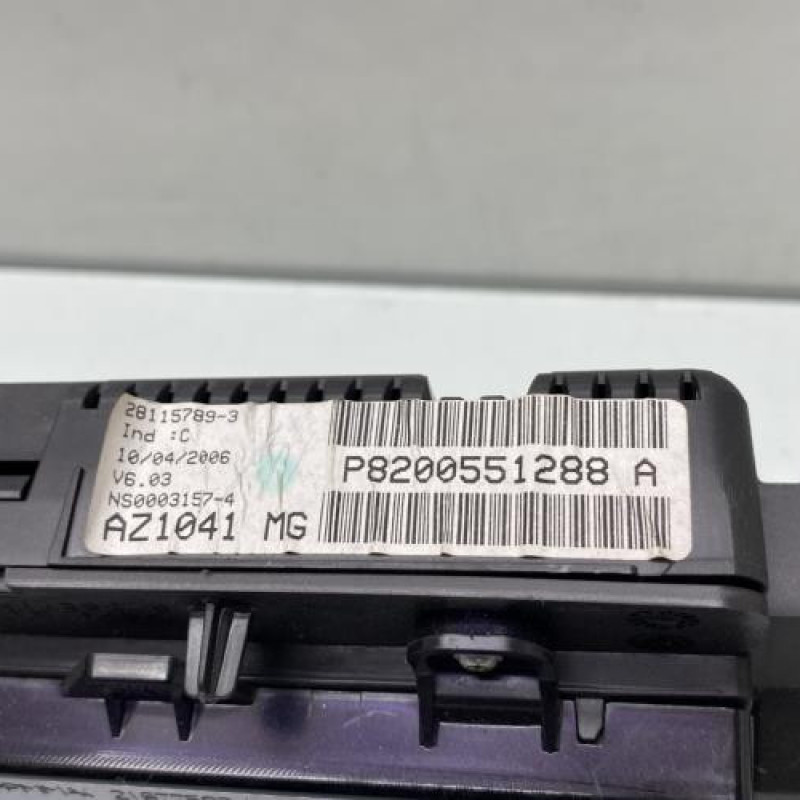 28115789-3
Ind :C
10/04/2006
V6.03
NS0003157-4
AZ1041 MG
P8200551288 A